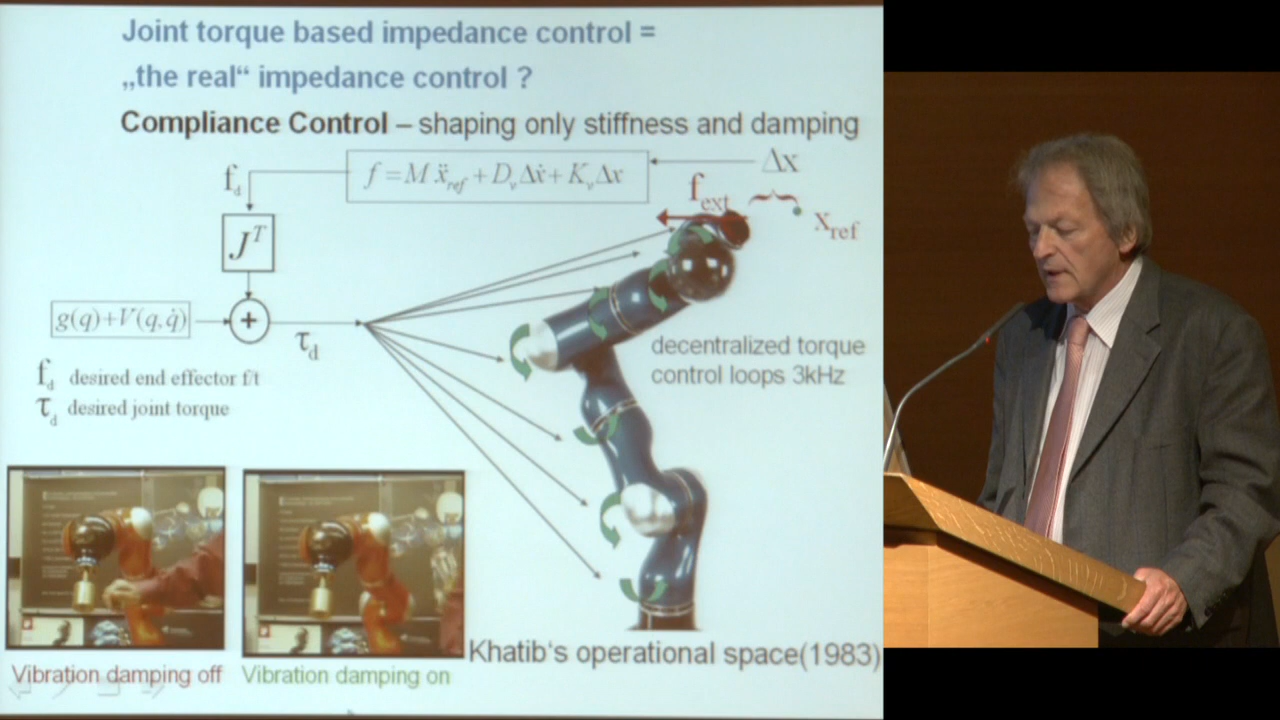 Joint torque based impedance control =
„the real“ impedance control ?
Compliance Control – shaping only stiffness and damping
f_d
f = M ẍ_ref + D_v Δẋ + K_v Δx
Δx
f_ext
x_ref
J^T
g(q)+V(q,q̇)
+
τ_d
decentralized torque
control loops 3kHz
f_d desired end effector f/t
τ_d desired joint torque
Khatib‘s operational space(1983)
Vibration damping off
Vibration damping on